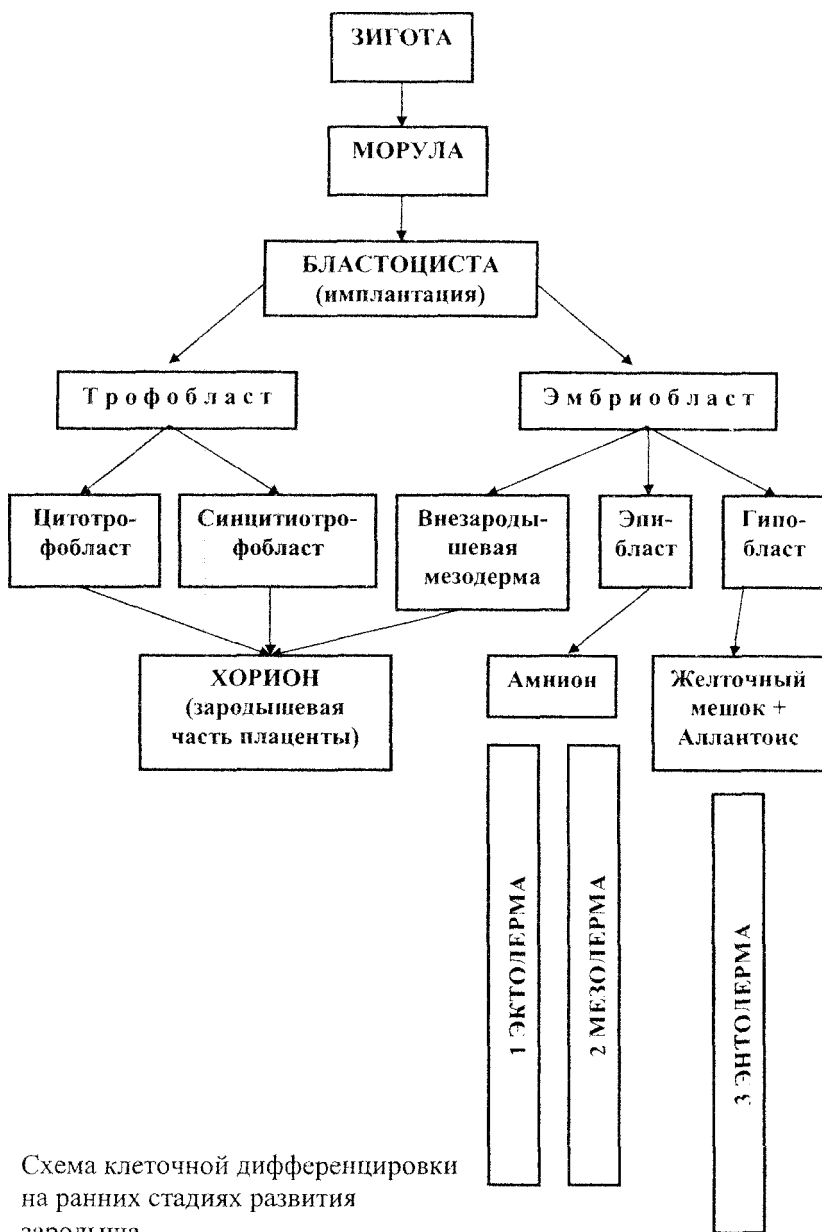 ЗИГОТА
МОРУЛА
БЛАСТОЦИСТА
(имплантация)
Трофобласт
Эмбриобласт
Цитотро-
фобласт
Синцитиотро-
фобласт
Внезароды-
шевая
мезодерма
Эпи-
бласт
Гипо-
бласт
ХОРИОН
(зародышевая
часть плаценты)
Амнион
Желточный
мешок +
Аллантоис
1 ЭКТОДЕРМА
2 МЕЗОДЕРМА
3 ЭНТОДЕРМА
Схема клеточной дифференцировки
на ранних стадиях развития
зародыша